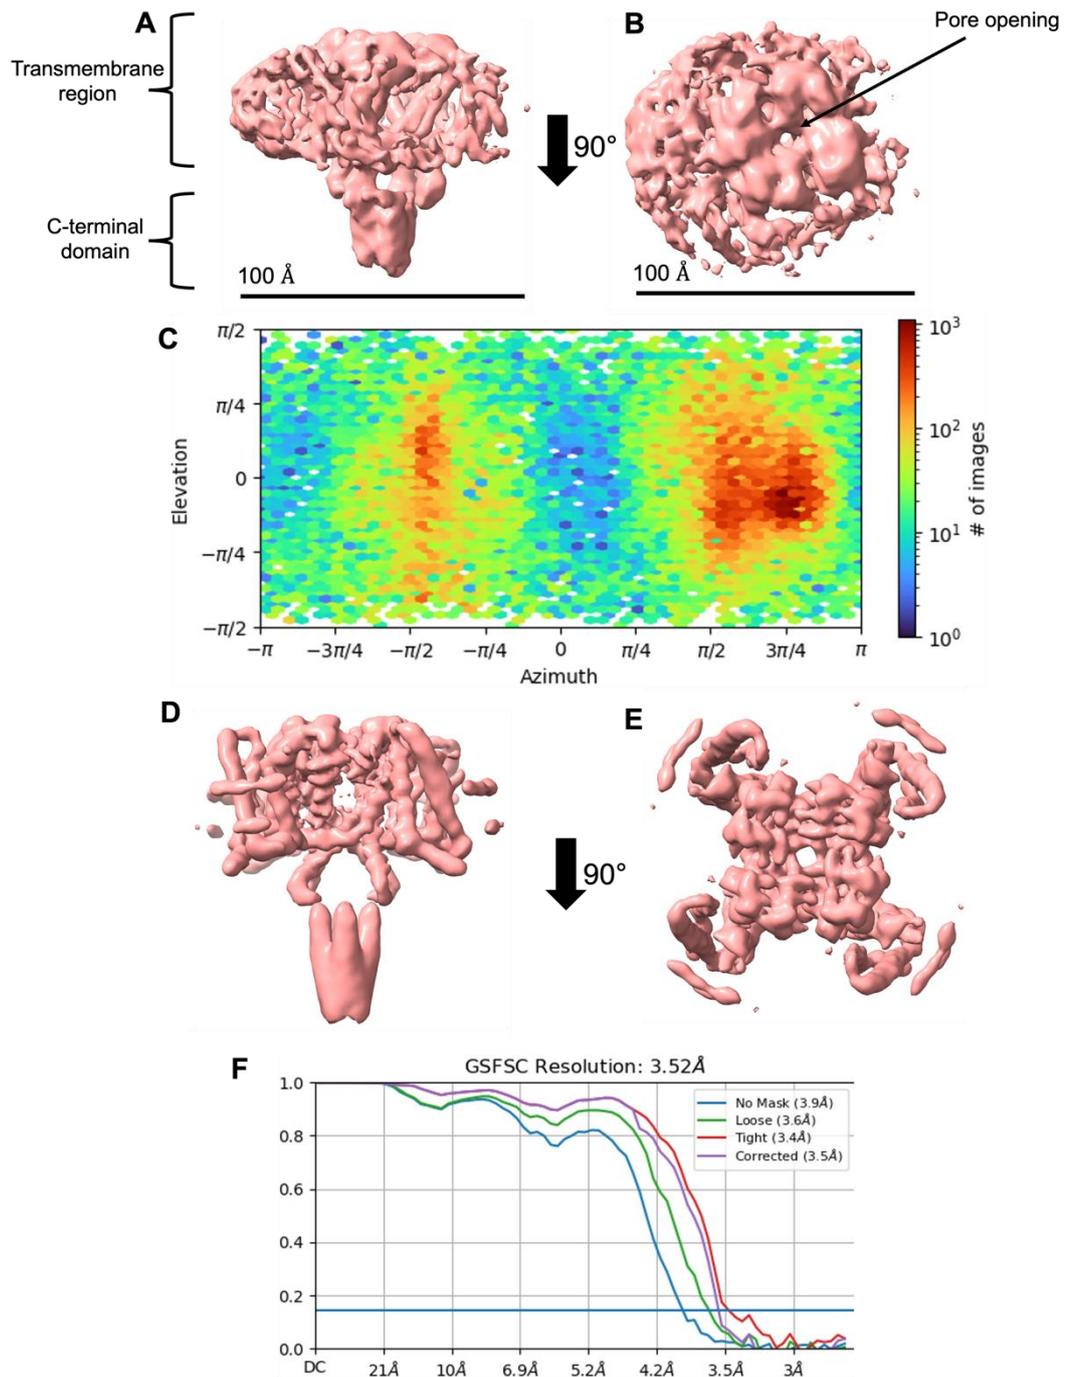 A
B
Pore opening
Transmembrane
region
90°
C-terminal
domain
100 Å
100 Å
C
π/2
π/4
0
−π/4
−π/2
Elevation
−π
−3π/4
−π/2
−π/4
0
π/4
π/2
3π/4
π
Azimuth
10³
10²
10¹
10⁰
# of images
D
E
90°
F
GSFSC Resolution: 3.52Å
1.0
0.8
0.6
0.4
0.2
0.0
No Mask (3.9Å)
Loose (3.6Å)
Tight (3.4Å)
Corrected (3.5Å)
DC
21Å
10Å
6.9Å
5.2Å
4.2Å
3.5Å
3Å